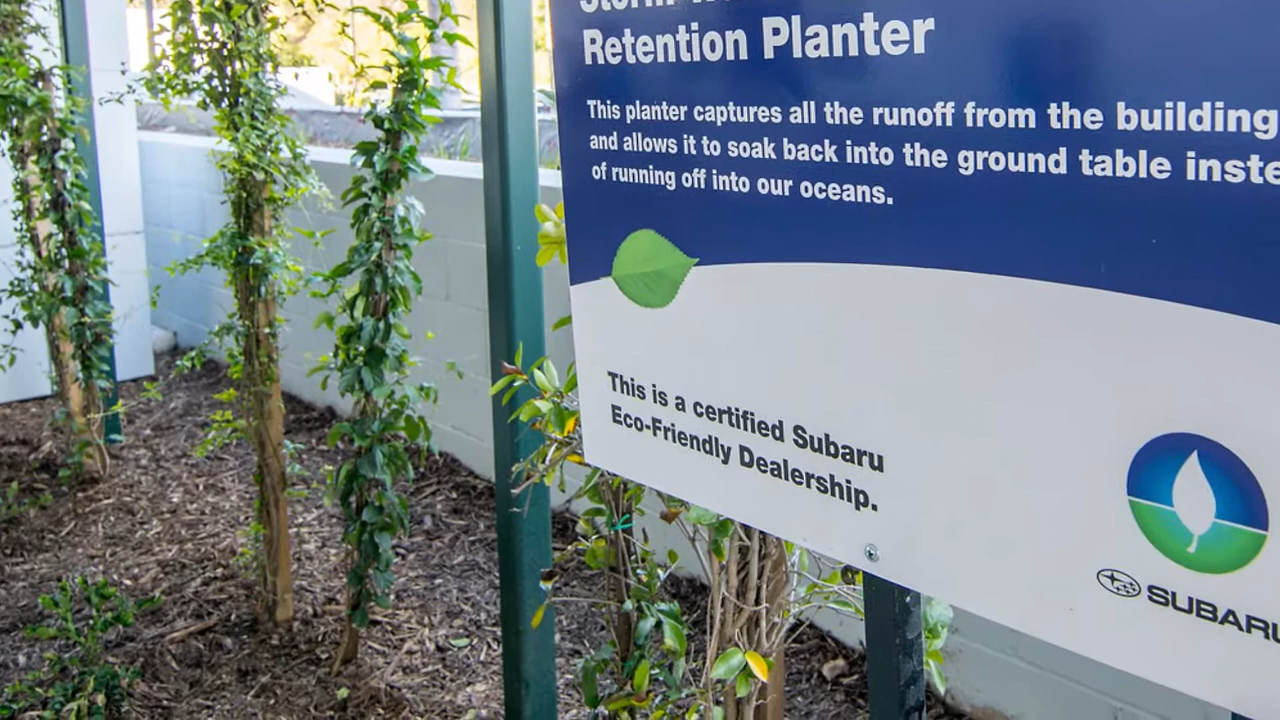 Retention Planter
This planter captures all the runoff from the building
and allows it to soak back into the ground table
of running off into our oceans.
This is a certified Subaru
Eco-Friendly Dealership.
SUBARU